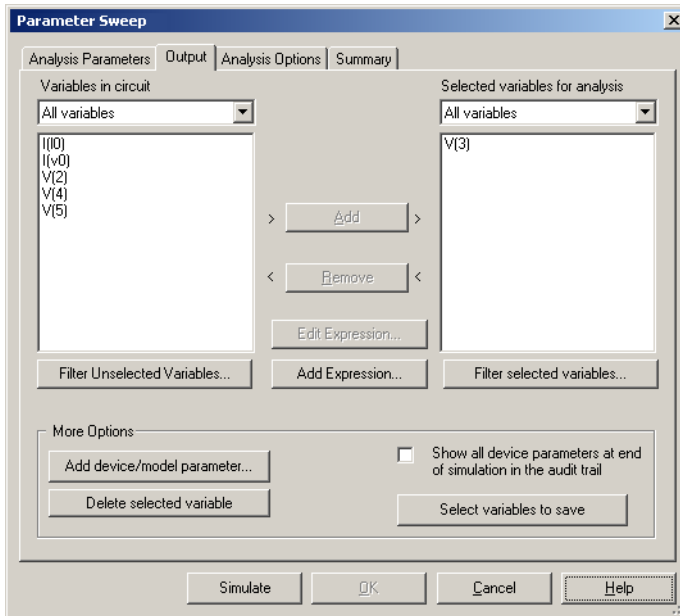 Parameter Sweep
Analysis Parameters Output Analysis Options Summary
Variables in circuit
Selected variables for analysis
All variables
All variables
I(l0)
I(v0)
V(2)
V(4)
V(5)
V(3)
> Add >
< Remove <
Edit Expression...
Filter Unselected Variables...
Add Expression...
Filter selected variables...
More Options
Add device/model parameter...
Show all device parameters at end
of simulation in the audit trail
Delete selected variable
Select variables to save
Simulate
OK
Cancel
Help